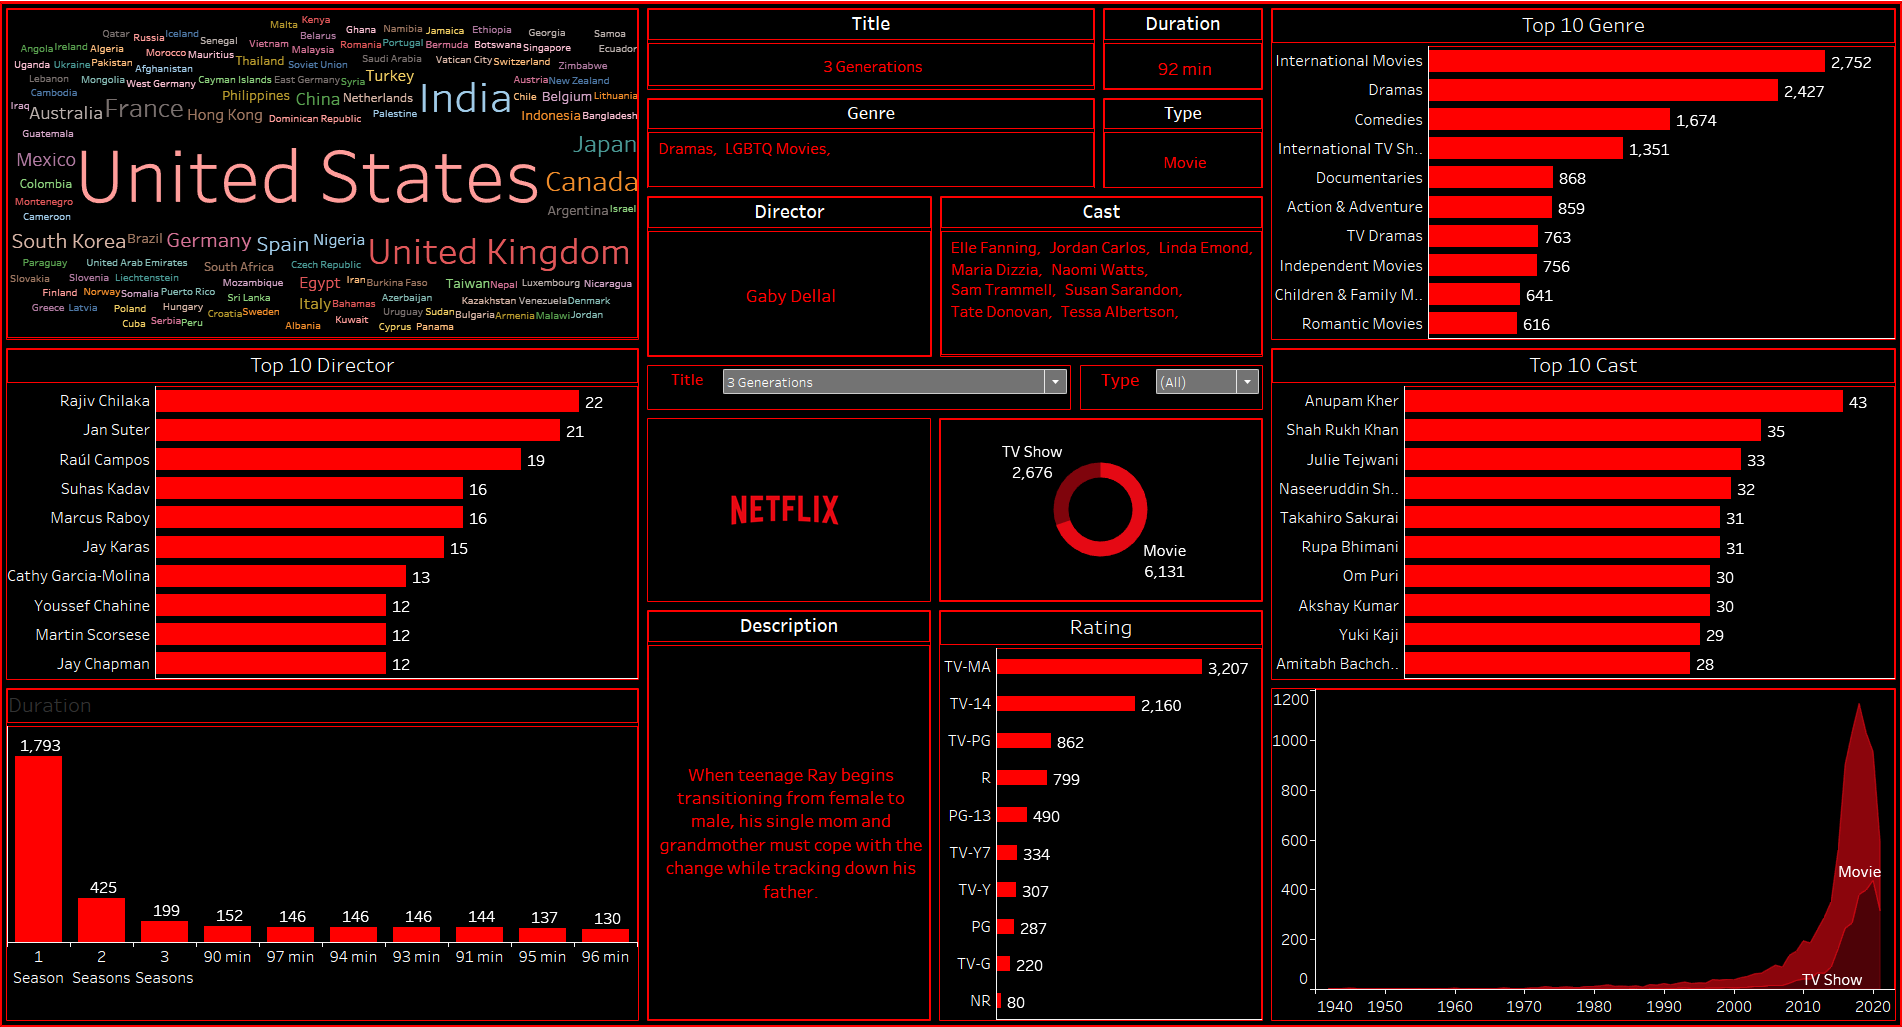 Malta Kenya
Qatar Russia Iceland Senegal Belarus Ghana Namibia Jamaica Ethiopia Georgia Samoa
Angola Ireland Algeria Vietnam Malaysia Romania Portugal Bermuda Botswana Singapore Ecuador
Morocco Mauritius
Uganda Ukraine Pakistan Afghanistan Thailand Soviet Union Saudi Arabia Vatican City Switzerland Zimbabwe
Lebanon Mongolia West Germany Cayman Islands East Germany Syria Turkey Austria New Zealand
Cambodia Philippines China Netherlands India Chile Belgium Lithuania
Iraq Australia France Hong Kong Dominican Republic Palestine Indonesia Bangladesh
Guatemala
Mexico United States Japan
Colombia Canada
Montenegro
Cameroon Argentina Israel
South Korea Brazil Germany Spain Nigeria United Kingdom
Paraguay United Arab Emirates South Africa Czech Republic
Slovakia Slovenia Liechtenstein Mozambique Egypt Iran Burkina Faso Taiwan Nepal Luxembourg Nicaragua
Finland Norway Somalia Puerto Rico Sri Lanka Italy Bahamas Azerbaijan Kazakhstan Venezuela Denmark
Greece Latvia Poland Hungary Croatia Sweden Uruguay Sudan Bulgaria Armenia Malawi Jordan
Cuba Serbia Peru Albania Kuwait Cyprus Panama
Title
3 Generations
Duration
92 min
Genre
Dramas, LGBTQ Movies,
Type
Movie
Director
Gaby Dellal
Cast
Elle Fanning, Jordan Carlos, Linda Emond,
Maria Dizzia, Naomi Watts,
Sam Trammell, Susan Sarandon,
Tate Donovan, Tessa Albertson,
Top 10 Genre
International Movies 2,752
Dramas 2,427
Comedies 1,674
International TV Sh.. 1,351
Documentaries 868
Action & Adventure 859
TV Dramas 763
Independent Movies 756
Children & Family M.. 641
Romantic Movies 616
Top 10 Director
Rajiv Chilaka 22
Jan Suter 21
Raúl Campos 19
Suhas Kadav 16
Marcus Raboy 16
Jay Karas 15
Cathy Garcia-Molina 13
Youssef Chahine 12
Martin Scorsese 12
Jay Chapman 12
Title 3 Generations
Type (All)
NETFLIX
TV Show
2,676
Movie
6,131
Top 10 Cast
Anupam Kher 43
Shah Rukh Khan 35
Julie Tejwani 33
Naseeruddin Sh.. 32
Takahiro Sakurai 31
Rupa Bhimani 31
Om Puri 30
Akshay Kumar 30
Yuki Kaji 29
Amitabh Bachch.. 28
Duration
1,793 425 199 152 146 146 146 144 137 130
1 2 3 90 min 97 min 94 min 93 min 91 min 95 min 96 min
Season Seasons Seasons
Description
When teenage Ray begins
transitioning from female to
male, his single mom and
grandmother must cope with the
change while tracking down his
father.
Rating
TV-MA 3,207
TV-14 2,160
TV-PG 862
R 799
PG-13 490
TV-Y7 334
TV-Y 307
PG 287
TV-G 220
NR 80
1200
1000
800
600
400
200
0
Movie
TV Show
1940 1950 1960 1970 1980 1990 2000 2010 2020